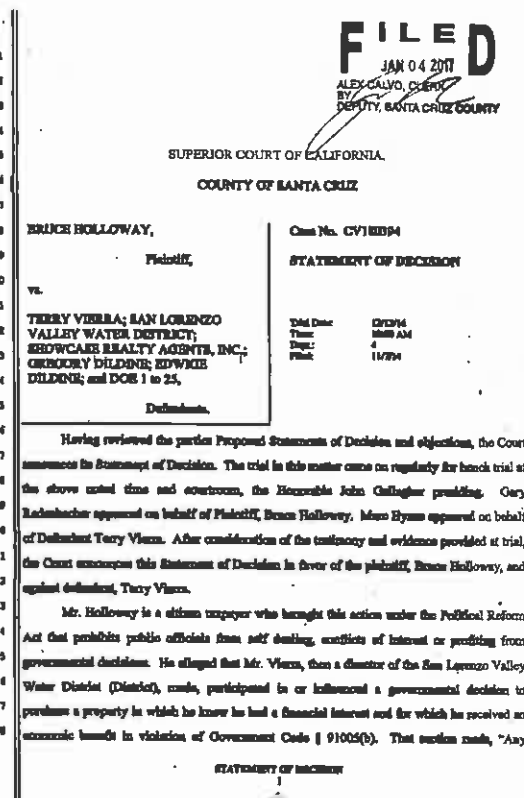 FILED
JAN 04 2017
ALEX CALVO, CLERK
BY
DEPUTY, SANTA CRUZ COUNTY
SUPERIOR COURT OF CALIFORNIA,
COUNTY OF SANTA CRUZ
BRUCE HOLLOWAY,
Plaintiff,
vs.
TERRY VIERRA; SAN LORENZO
VALLEY WATER DISTRICT;
SHOWCASE REALTY AGENTS, INC.;
GREGORY DILDINE; EDWIGE
DILDINE; and DOE 1 to 25,
Defendants.
Case No.
STATEMENT OF DECISION
Trial Date: 12/12/16
Time: AM
Dept.: 4
Filed:
Having reviewed the parties Proposed Statements of Decision and objections, the Court
announces its Statement of Decision. The trial in this matter came on regularly for bench trial at
the above noted time and courtroom, the Honorable John Gallagher presiding. Gary
Redenbacher appeared on behalf of Plaintiff, Bruce Holloway. Marc Hynes appeared on behalf
of Defendant Terry Vierra. After consideration of the testimony and evidence provided at trial,
the Court announces this Statement of Decision in favor of the plaintiff, Bruce Holloway, and
against defendant, Terry Vierra.
Mr. Holloway is a citizen taxpayer who brought this action under the Political Reform
Act that prohibits public officials from self dealing, conflicts of interest or profiting from
governmental decisions. He alleged that Mr. Vierra, then a director of the San Lorenzo Valley
Water District (District), made, participated in or influenced a governmental decision to
purchase a property in which he knew he had a financial interest and for which he received an
economic benefit in violation of Government Code § 91005(b). That section reads, "Any
STATEMENT OF DECISION
1